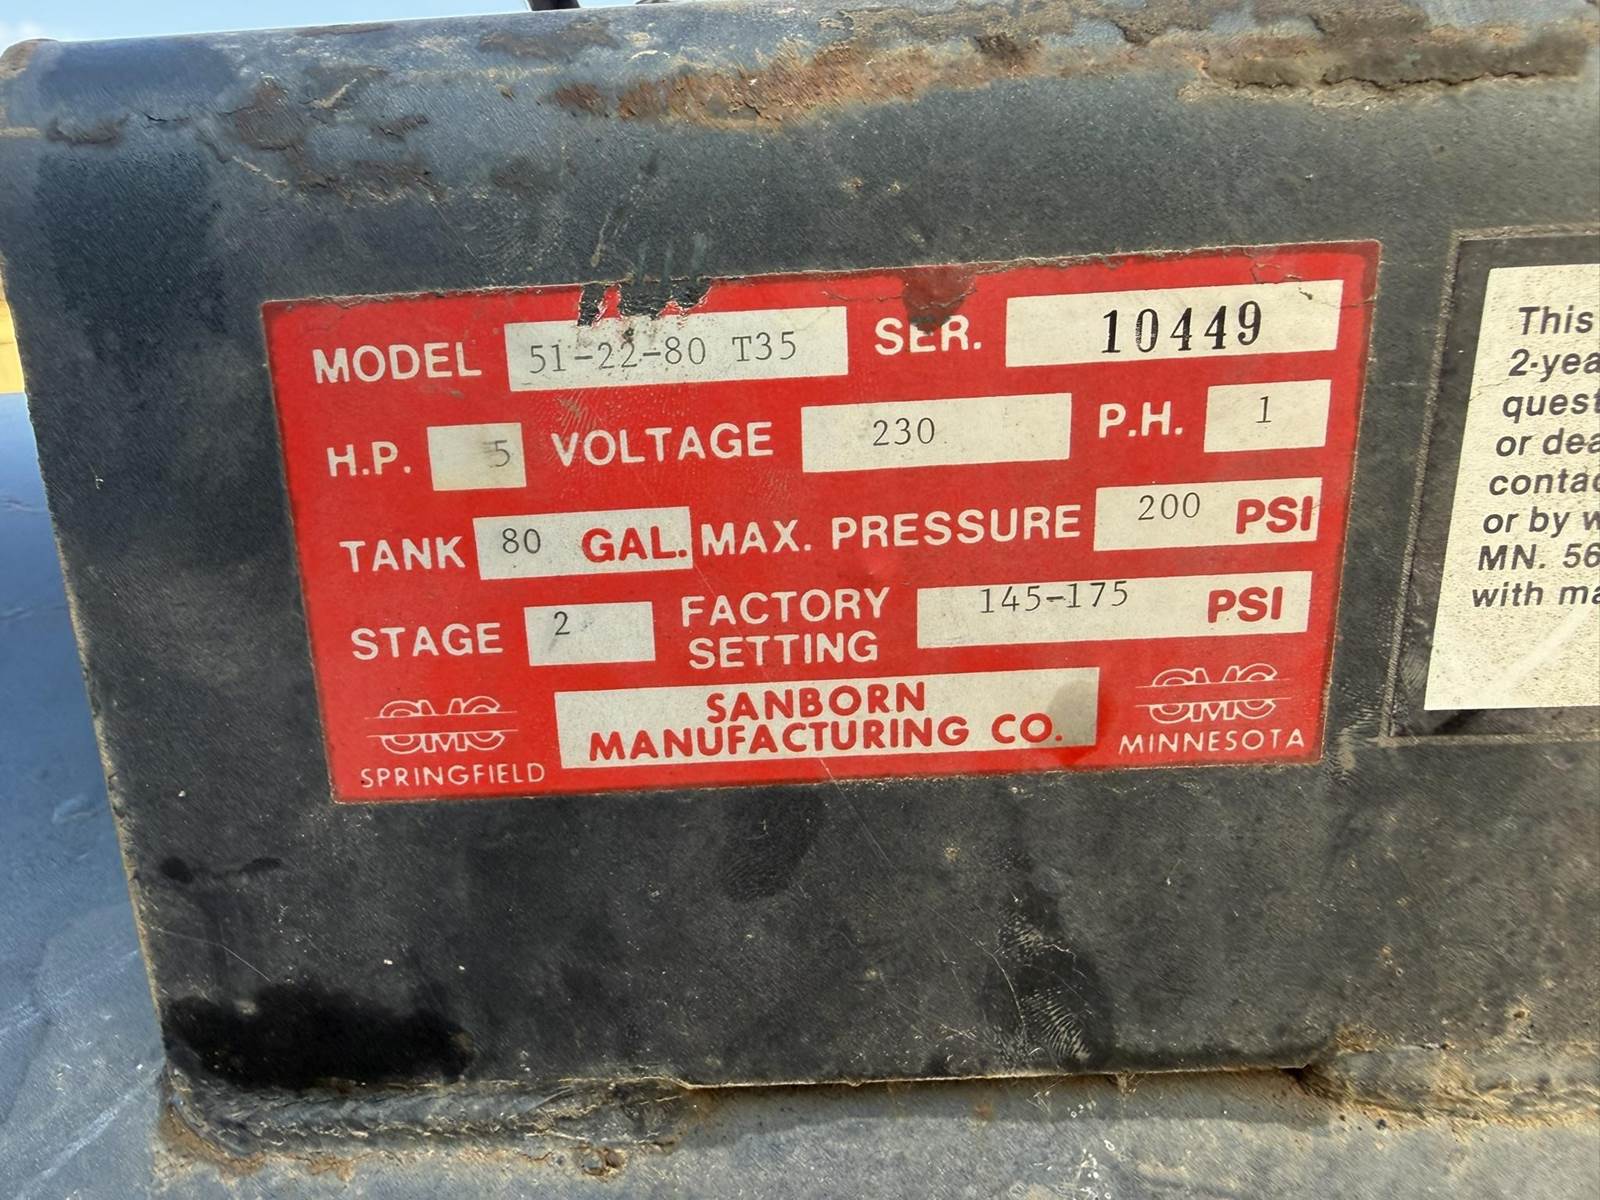 MODEL 51-22-80 T35 SER. 10449
H.P. 5 VOLTAGE 230 P.H. 1
TANK 80 GAL. MAX. PRESSURE 200 PSI
STAGE 2 FACTORY SETTING 145-175 PSI
SMC SPRINGFIELD
SANBORN
MANUFACTURING CO.
SMC MINNESOTA
This
2-yea
quest
or dea
contac
or by w
MN. 56
with ma